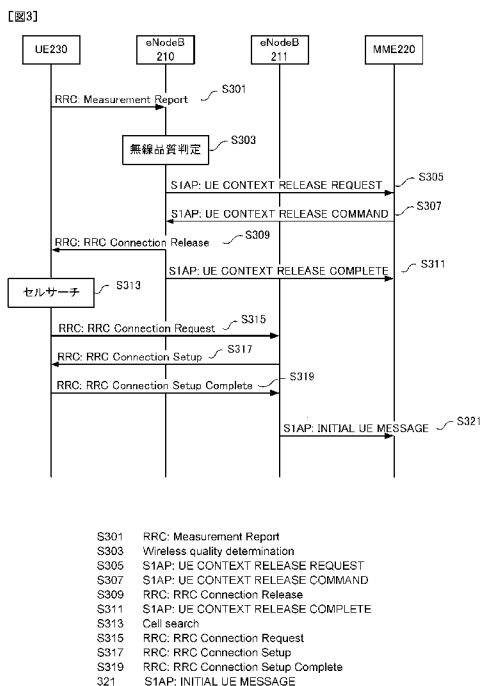 ［図3］
UE230
eNodeB
210
eNodeB
211
MME220
RRC: Measurement Report
S301
無線品質判定
S303
S1AP: UE CONTEXT RELEASE REQUEST
S305
S1AP: UE CONTEXT RELEASE COMMAND
S307
RRC: RRC Connection Release
S309
S1AP: UE CONTEXT RELEASE COMPLETE
S311
セルサーチ
S313
RRC: RRC Connection Request
S315
RRC: RRC Connection Setup
S317
RRC: RRC Connection Setup Complete
S319
S1AP: INITIAL UE MESSAGE
S321
S301 RRC: Measurement Report
S303 Wireless quality determination
S305 S1AP: UE CONTEXT RELEASE REQUEST
S307 S1AP: UE CONTEXT RELEASE COMMAND
S309 RRC: RRC Connection Release
S311 S1AP: UE CONTEXT RELEASE COMPLETE
S313 Cell search
S315 RRC: RRC Connection Request
S317 RRC: RRC Connection Setup
S319 RRC: RRC Connection Setup Complete
321 S1AP: INITIAL UE MESSAGE